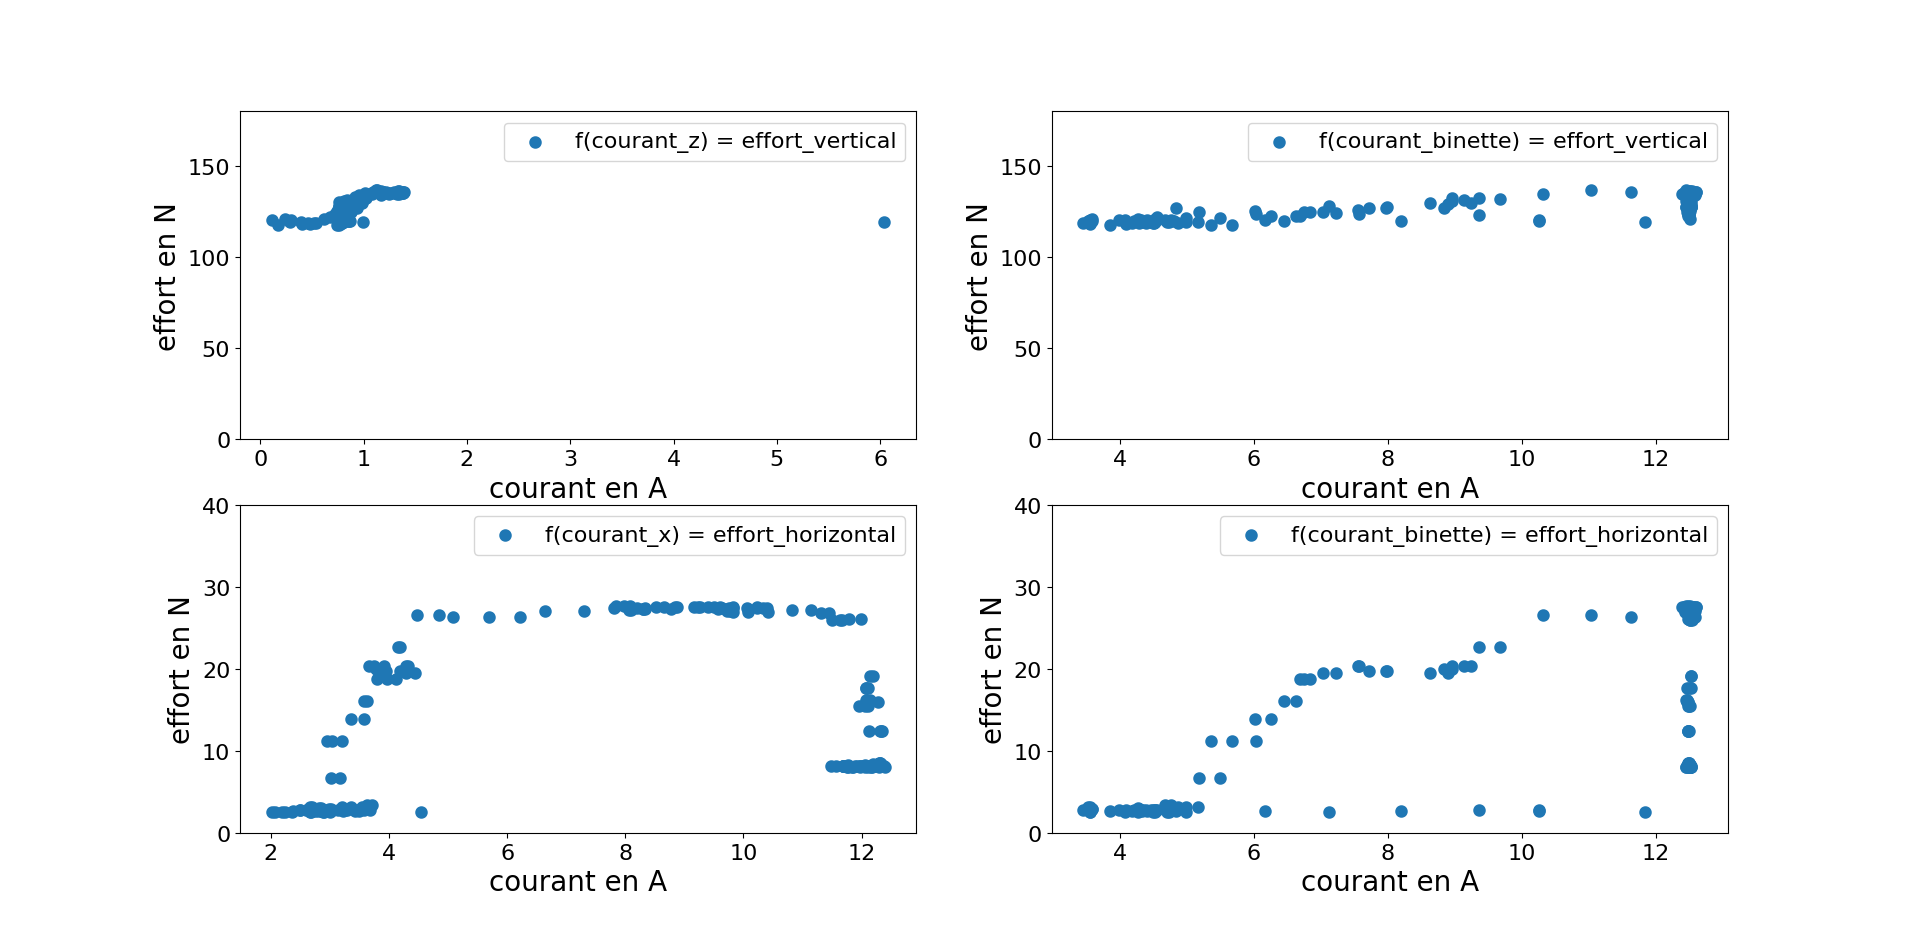 f(courant_z) = effort_vertical
effort en N
150
100
50
0
0 1 2 3 4 5 6
courant en A
f(courant_binette) = effort_vertical
effort en N
150
100
50
0
4 6 8 10 12
courant en A
f(courant_x) = effort_horizontal
effort en N
40
30
20
10
0
2 4 6 8 10 12
courant en A
f(courant_binette) = effort_horizontal
effort en N
40
30
20
10
0
4 6 8 10 12
courant en A